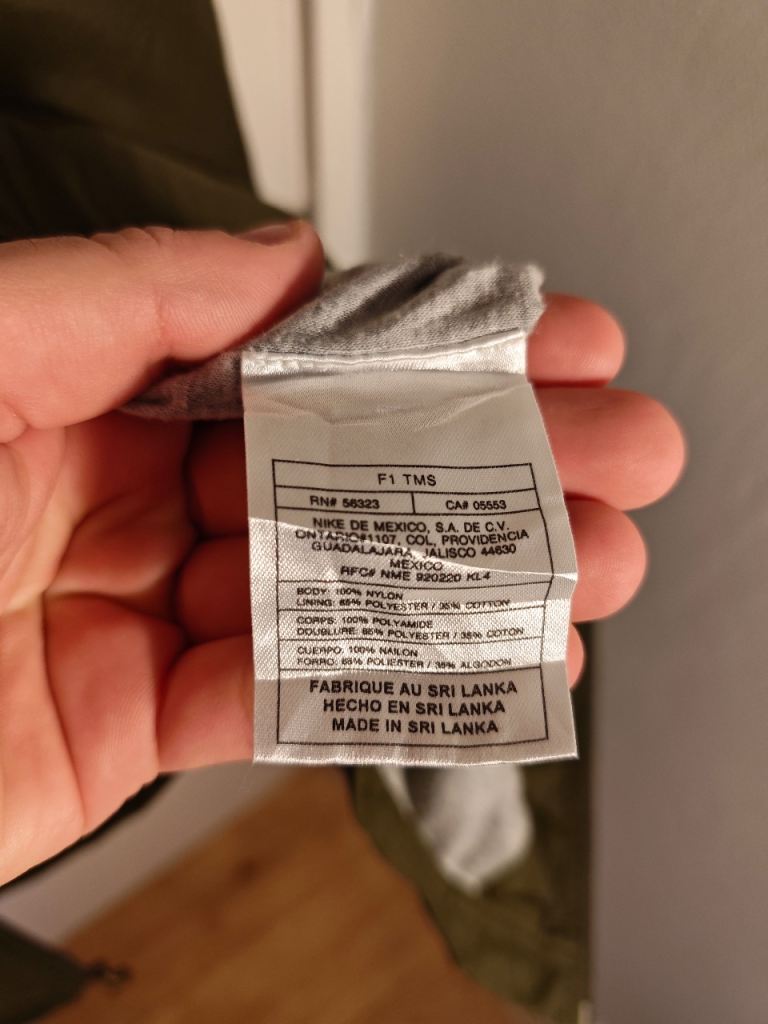 F1 TMS
RN# 56323 CA# 05553
NIKE DE MEXICO, S.A. DE C.V.
ONTARIO#1107, COL, PROVIDENCIA
GUADALAJARA, JALISCO 44630
MEXICO
RFC# NME 920220 KL4
BODY: 100% NYLON
LINING: 65% POLYESTER / 35% COTTON
CORPS: 100% POLYAMIDE
DOUBLURE: 65% POLYESTER / 35% COTON
CUERPO: 100% NAILON
FORRO: 65% POLIESTER / 35% ALGODON
FABRIQUE AU SRI LANKA
HECHO EN SRI LANKA
MADE IN SRI LANKA